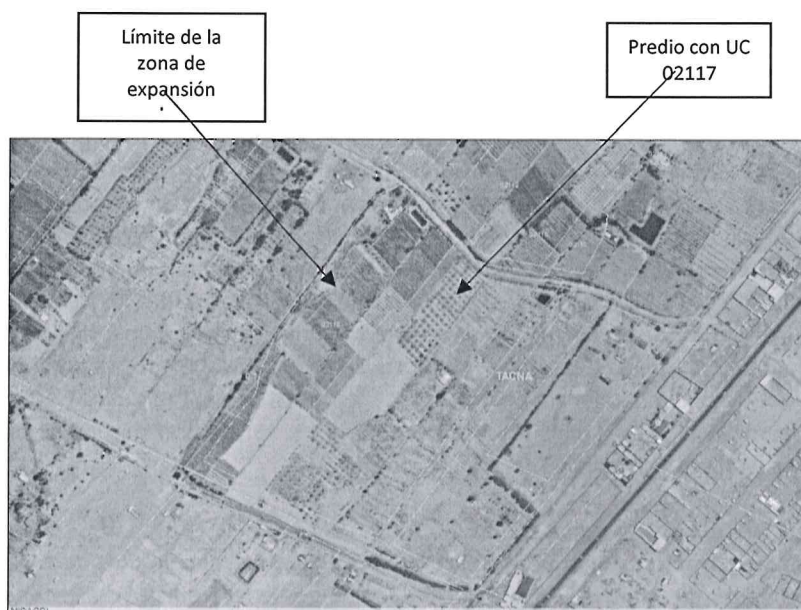 Límite de la
zona de
expansión
Predio con UC
02117
TACNA